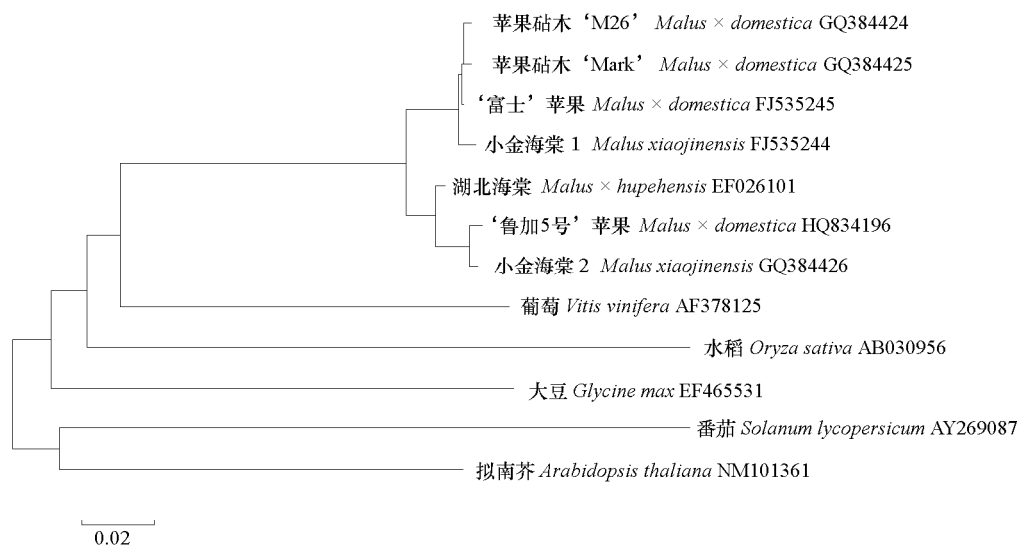 苹果砧木‘M26’ Malus × domestica GQ384424
苹果砧木‘Mark’ Malus × domestica GQ384425
‘富士’苹果 Malus × domestica FJ535245
小金海棠 1 Malus xiaojinensis FJ535244
湖北海棠 Malus × hupehensis EF026101
‘鲁加5号’苹果 Malus × domestica HQ834196
小金海棠 2 Malus xiaojinensis GQ384426
葡萄 Vitis vinifera AF378125
水稻 Oryza sativa AB030956
大豆 Glycine max EF465531
番茄 Solanum lycopersicum AY269087
拟南芥 Arabidopsis thaliana NM101361
0.02